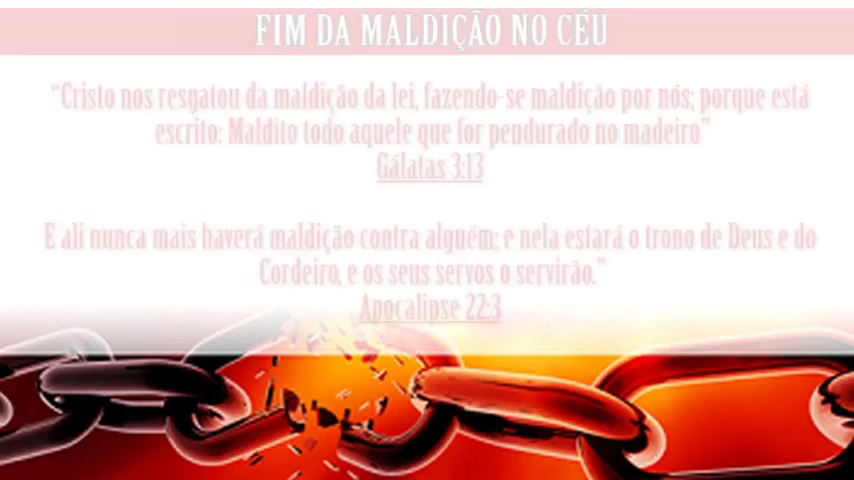 FIM DA MALDIÇÃO NO CÉU
“Cristo nos resgatou da maldição da lei, fazendo-se maldição por nós; porque está
escrito: Maldito todo aquele que for pendurado no madeiro”
Gálatas 3:13
E ali nunca mais haverá maldição contra alguém; e nela estará o trono de Deus e do
Cordeiro, e os seus servos o servirão.”
Apocalipse 22:3